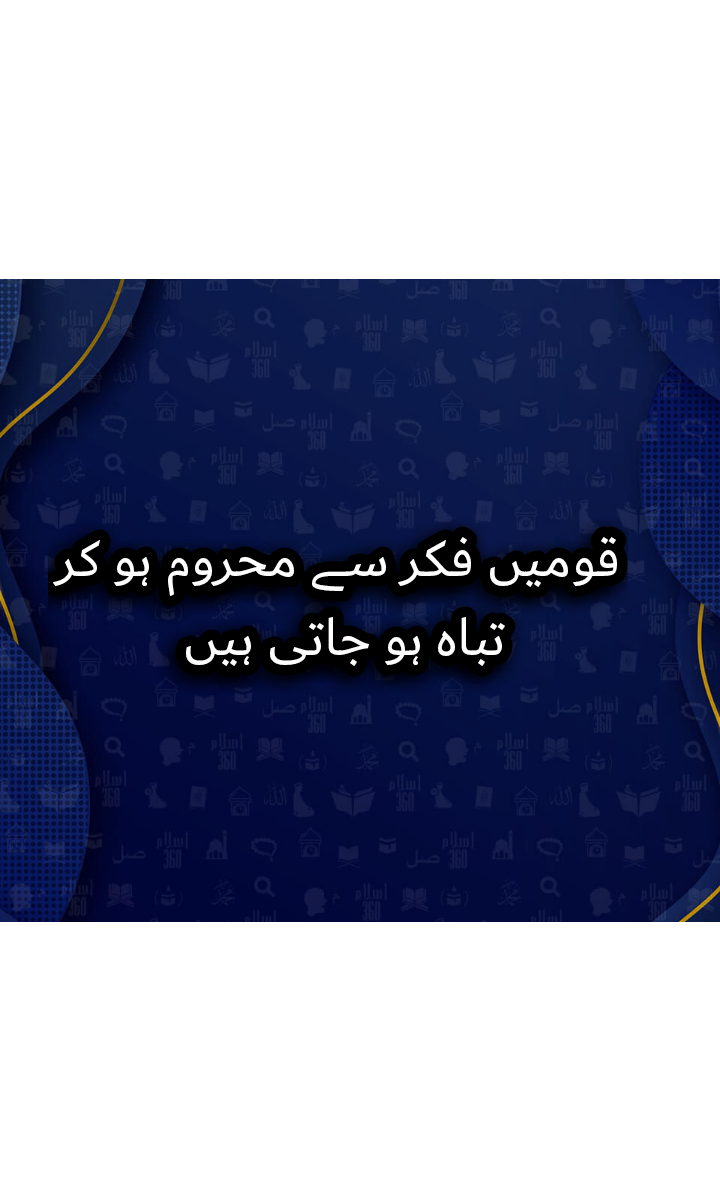 قومیں فکر سے محروم ہو کر
تباہ ہو جاتی ہیں